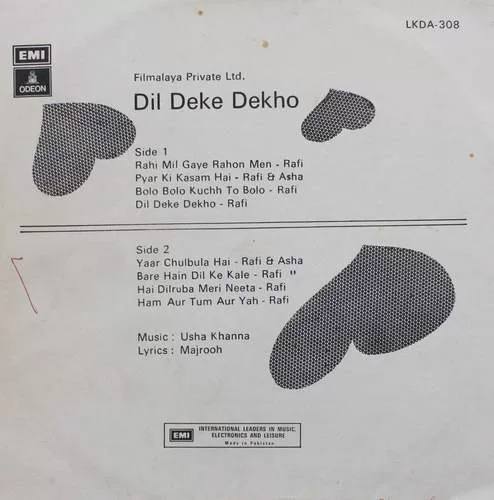 LKDA-308
EMI
ODEON
Filmalaya Private Ltd.
Dil Deke Dekho
Side 1
Rahi Mil Gaye Rahon Men - Rafi
Pyar Ki Kasam Hai - Rafi & Asha
Bolo Bolo Kuchh To Bolo - Rafi
Dil Deke Dekho - Rafi
Side 2
Yaar Chulbula Hai - Rafi & Asha
Bare Hain Dil Ke Kale - Rafi "
Hai Dilruba Meri Neeta - Rafi
Ham Aur Tum Aur Yah - Rafi
Music : Usha Khanna
Lyrics : Majrooh
EMI
INTERNATIONAL LEADERS IN MUSIC,
ELECTRONICS AND LEISURE
Made in Pakistan